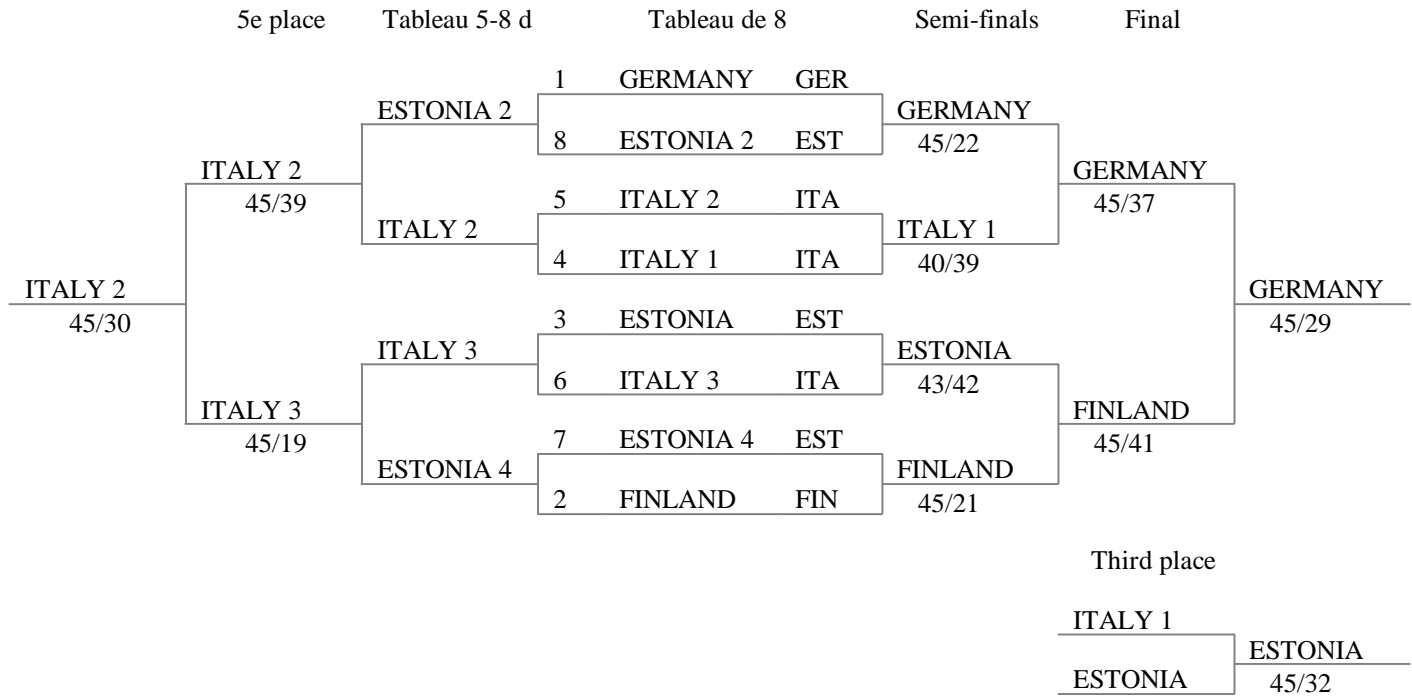 5e place Tableau 5-8 d Tableau de 8 Semi-finals Final
1 GERMANY GER
ESTONIA 2 GERMANY
8 ESTONIA 2 EST 45/22
ITALY 2 GERMANY
45/39 5 ITALY 2 ITA 45/37
ITALY 2 ITALY 1
4 ITALY 1 ITA 40/39
ITALY 2 GERMANY
45/30 3 ESTONIA EST 45/29
ITALY 3 ESTONIA
6 ITALY 3 ITA 43/42
ITALY 3 FINLAND
45/19 7 ESTONIA 4 EST 45/41
ESTONIA 4 FINLAND
2 FINLAND FIN 45/21
Third place
ITALY 1
ESTONIA
ESTONIA 45/32